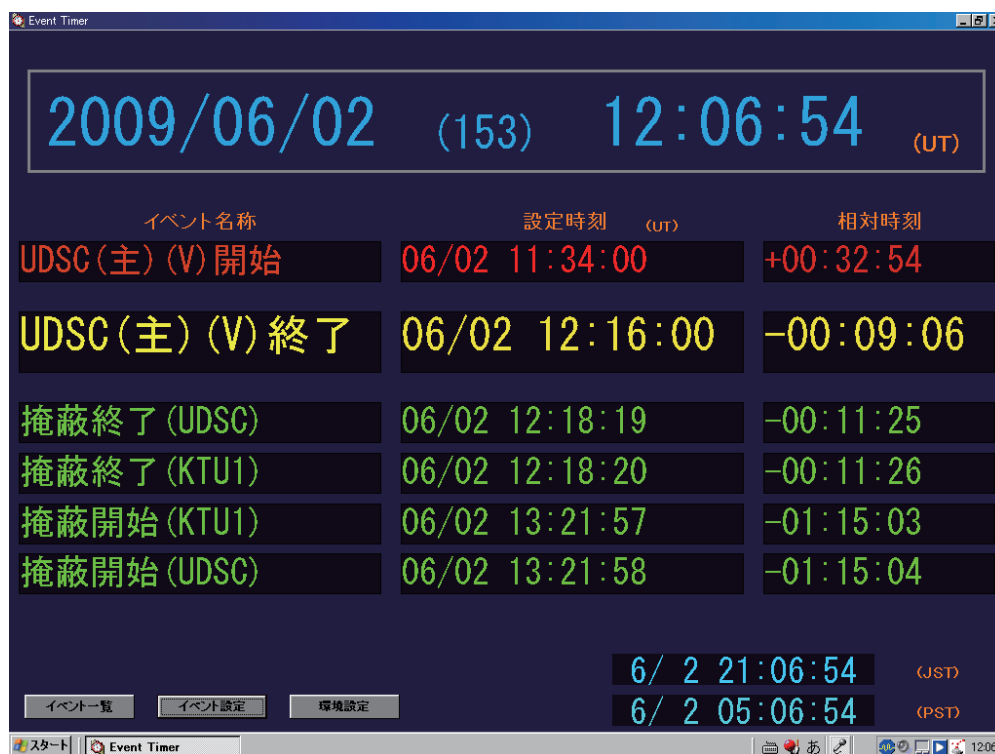 Event Timer
2009/06/02 (153) 12:06:54 (UT)
イベント名称 設定時刻 (UT) 相対時刻
UDSC(主)(V)開始 06/02 11:34:00 +00:32:54
UDSC(主)(V)終了 06/02 12:16:00 -00:09:06
掩蔽終了(UDSC) 06/02 12:18:19 -00:11:25
掩蔽終了(KTU1) 06/02 12:18:20 -00:11:26
掩蔽開始(KTU1) 06/02 13:21:57 -01:15:03
掩蔽開始(UDSC) 06/02 13:21:58 -01:15:04
6/ 2 21:06:54 (JST)
イベント一覧 イベント設定 環境設定 6/ 2 05:06:54 (PST)
スタート Event Timer あ 12:06